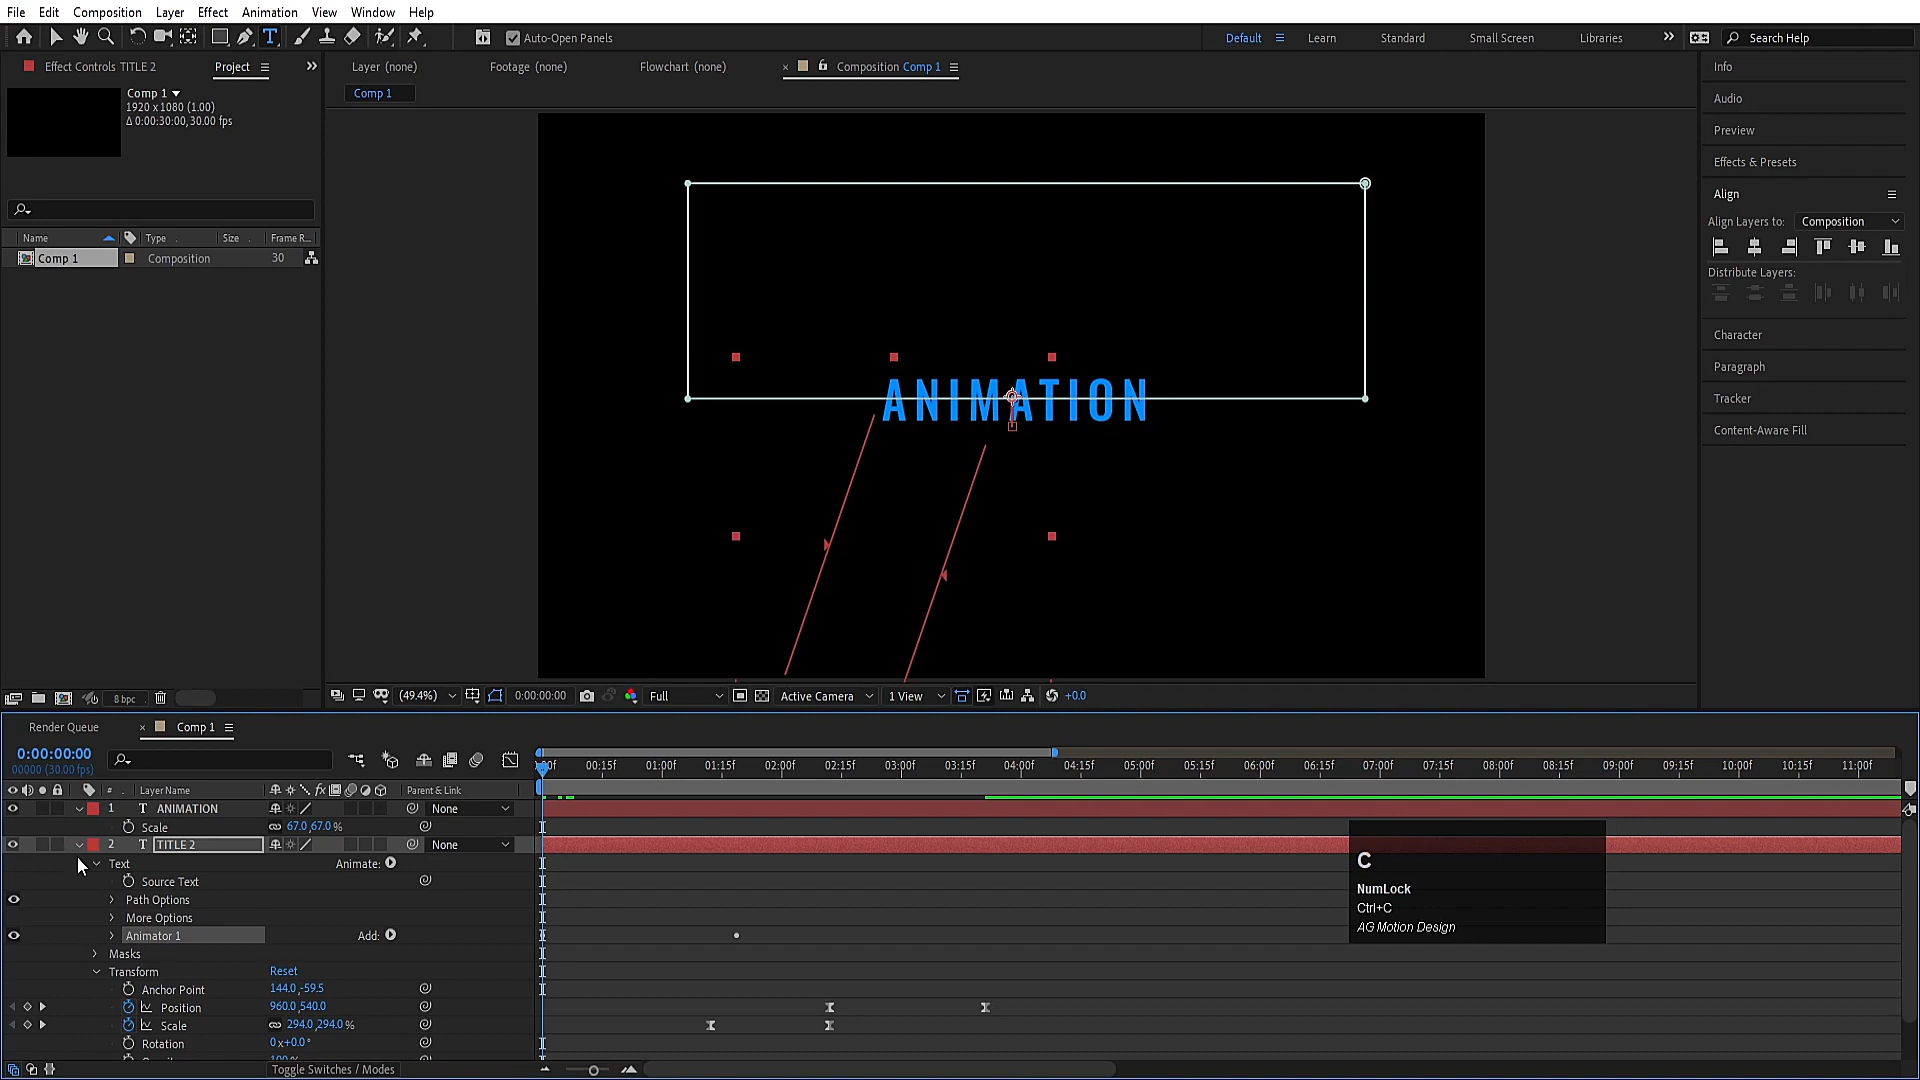 File Edit Composition Layer Effect Animation View Window Help
Auto-Open Panels Default Learn Standard Small Screen Libraries Search Help
Effect Controls TITLE 2 Project Layer (none) Footage (none) Flowchart (none) Composition Comp 1 Info
Comp 1
1920 x 1080 (1.00)
Δ 0:00:30:00, 30.00 fps
Comp 1
Audio
Preview
Effects & Presets
Align
Align Layers to: Composition
Distribute Layers:
Character
Paragraph
Tracker
Content-Aware Fill
Name Type Size Frame R...
Comp 1 Composition 30
ANIMATION
8 bpc (49.4%) 0:00:00:00 Full Active Camera 1 View +0.0
Render Queue Comp 1
0:00:00:00
00000 (30.00 fps)
00f 00:15f 01:00f 01:15f 02:00f 02:15f 03:00f 03:15f 04:00f 04:15f 05:00f 05:15f 06:00f 06:15f 07:00f 07:15f 08:00f 08:15f 09:00f 09:15f 10:00f 10:15f 11:00f
# Layer Name fx Parent & Link
1 T ANIMATION None
Scale 67.0,67.0 %
2 T TITLE 2 None
Text Animate:
Source Text
Path Options
More Options
Animator 1 Add:
Masks
Transform Reset
Anchor Point 144.0,-59.5
Position 960.0,540.0
Scale 294.0,294.0 %
Rotation 0x+0.0°
Toggle Switches / Modes
C
NumLock
Ctrl+C
AG Motion Design